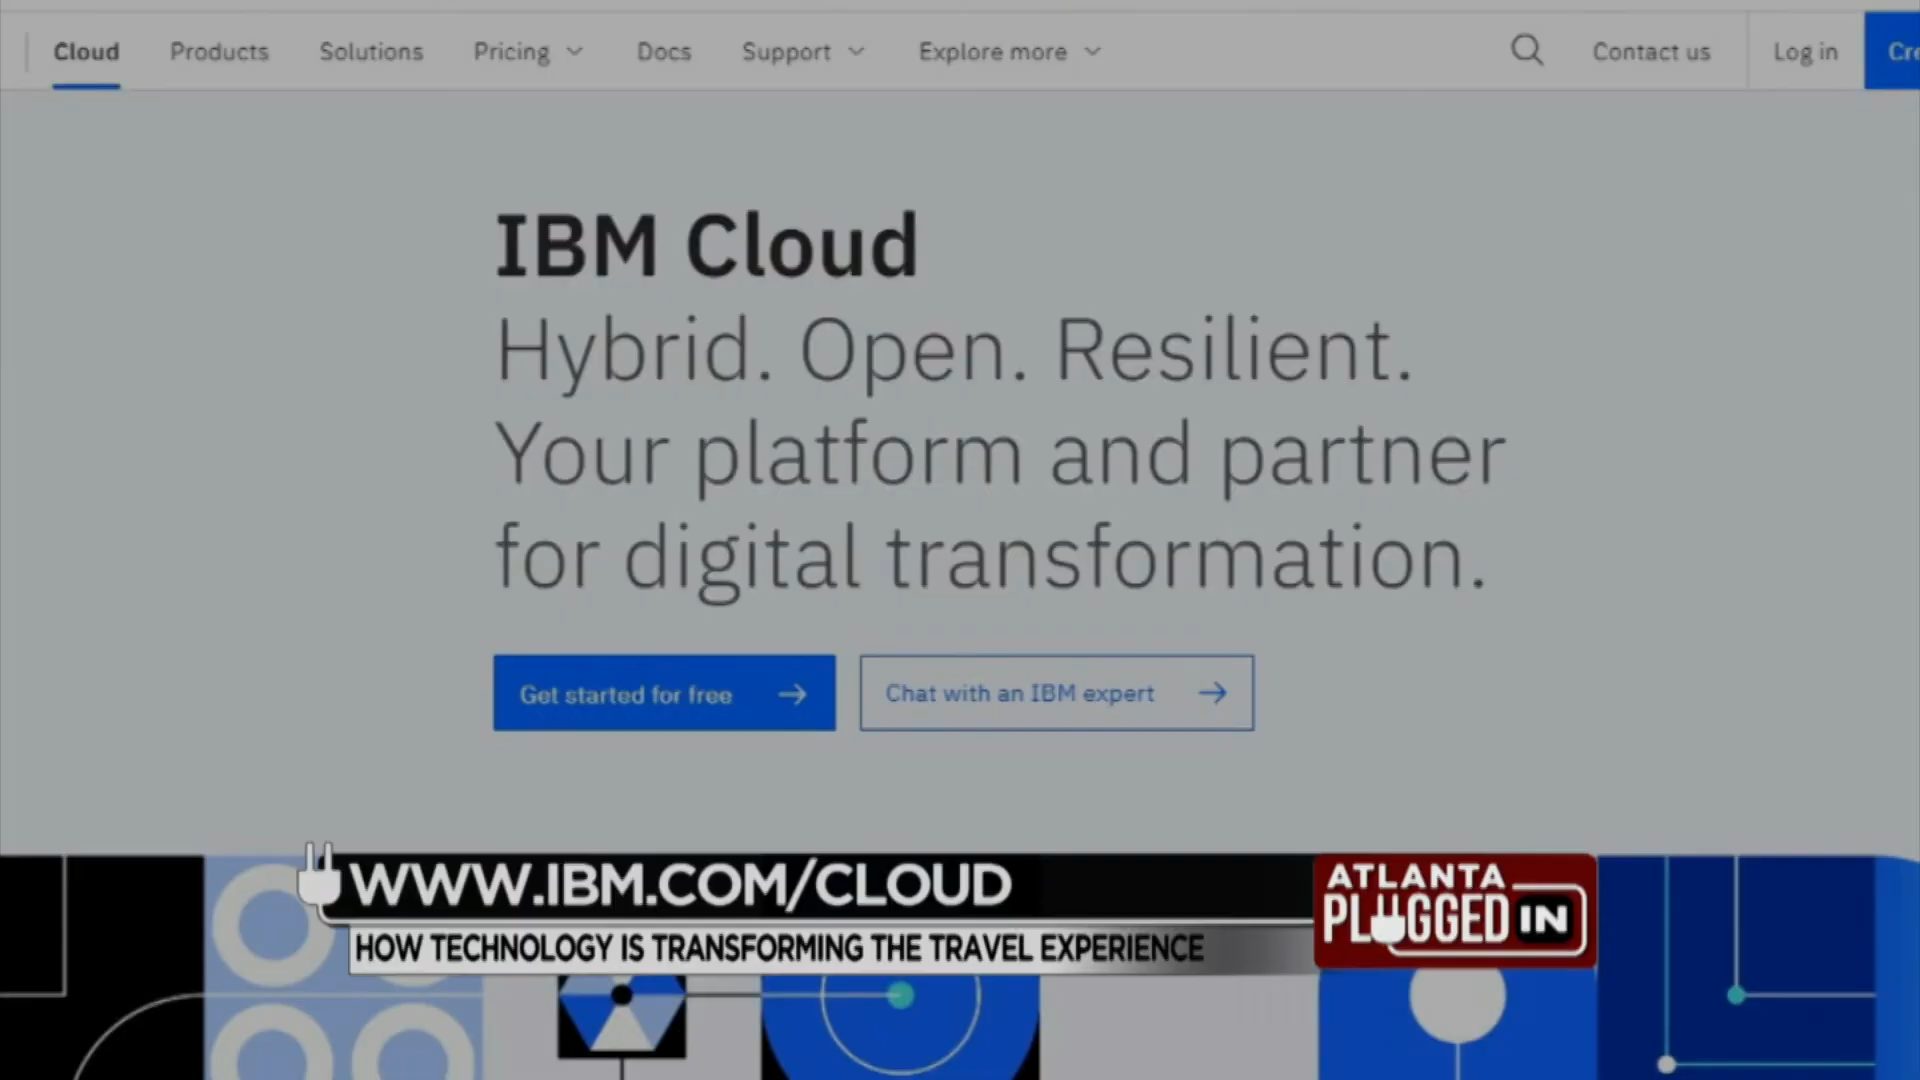 Cloud Products Solutions Pricing Docs Support Explore more Contact us Log in
IBM Cloud
Hybrid. Open. Resilient.
Your platform and partner
for digital transformation.
Get started for free
Chat with an IBM expert
WWW.IBM.COM/CLOUD
HOW TECHNOLOGY IS TRANSFORMING THE TRAVEL EXPERIENCE
ATLANTA
PLUGGED IN